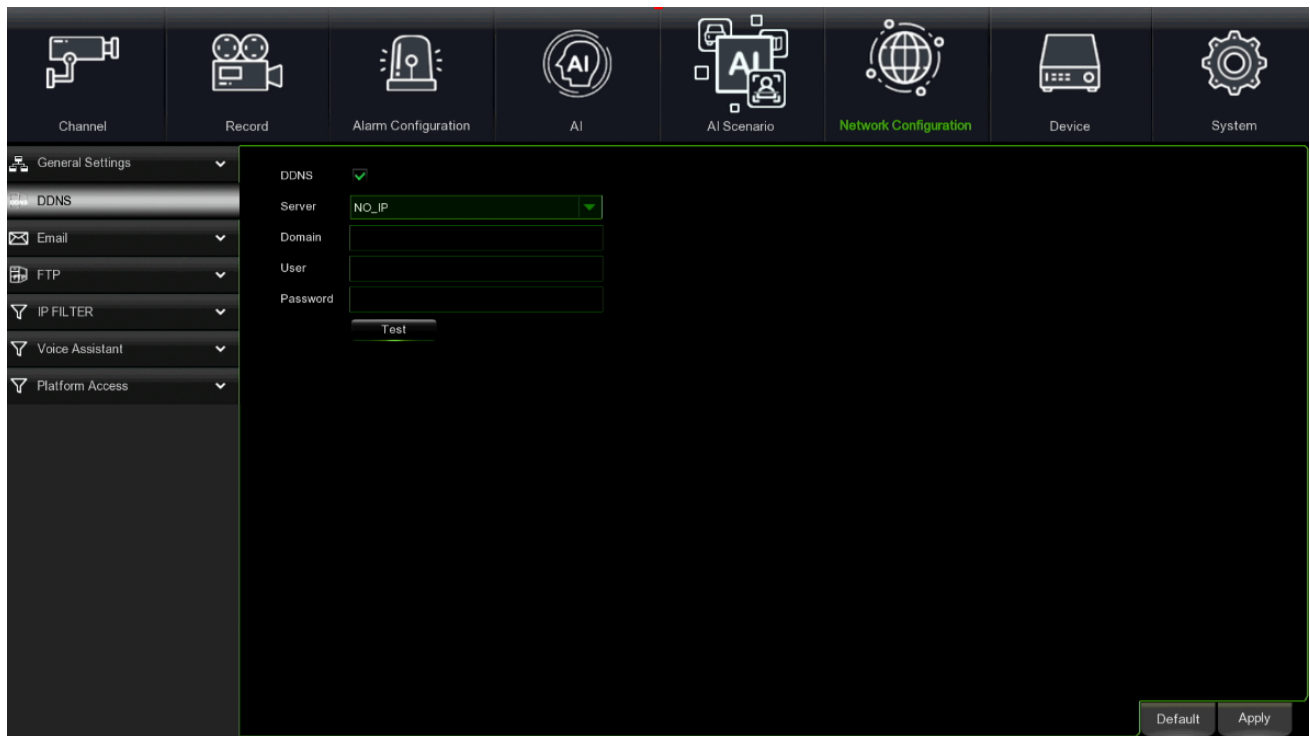 Channel
Record
Alarm Configuration
AI
AI
AI Scenario
Network Configuration
Device
System
General Settings
DDNS
Email
FTP
IP FILTER
Voice Assistant
Platform Access
DDNS
Server NO_IP
Domain
User
Password
Test
Default Apply